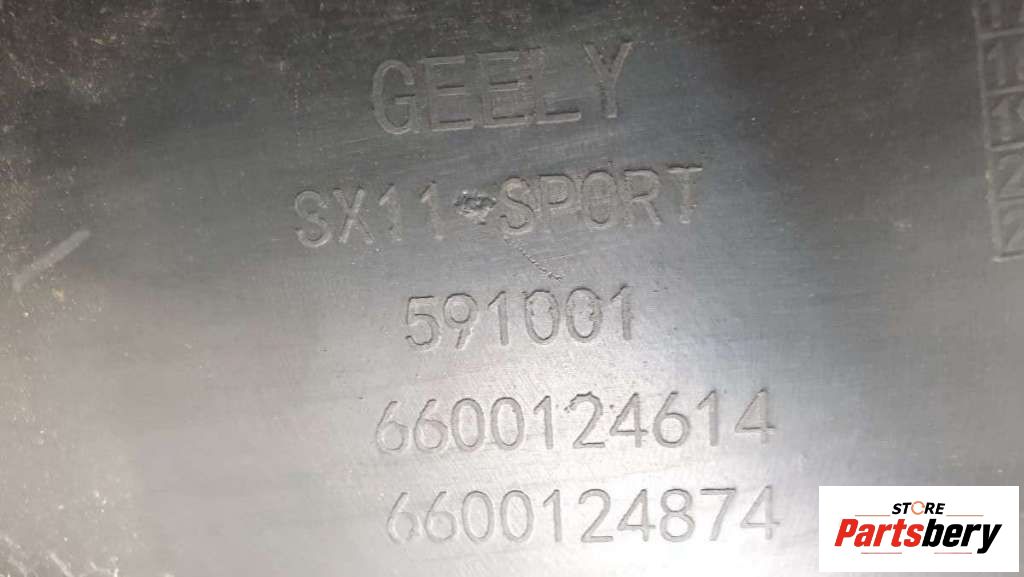 GEELY
SX11-SPORT
591001
6600124614
6600124874
STORE
Partsbery